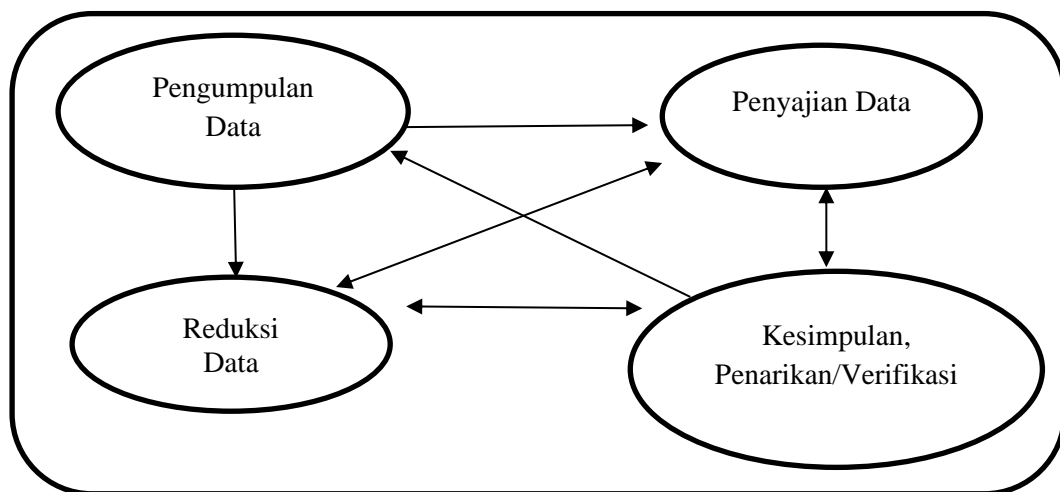 Pengumpulan
Data
Penyajian Data
Reduksi
Data
Kesimpulan,
Penarikan/Verifikasi